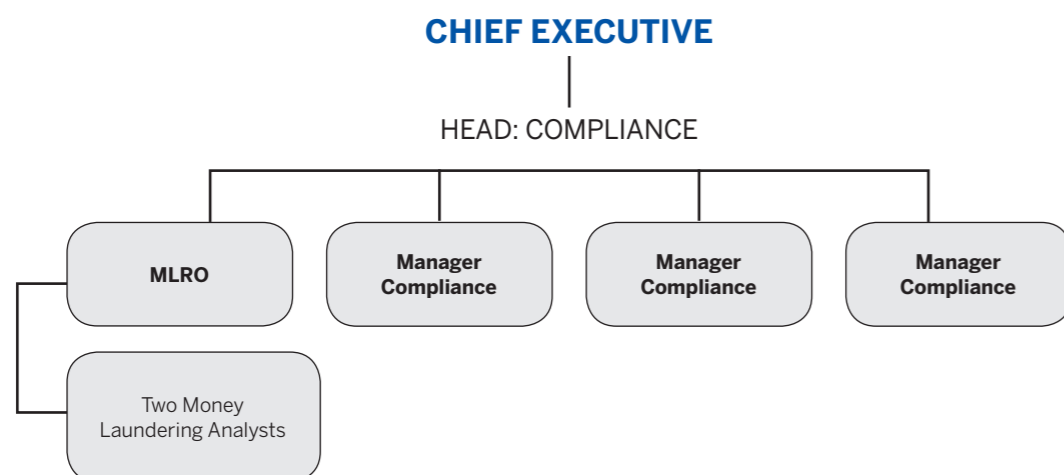 CHIEF EXECUTIVE
HEAD: COMPLIANCE
MLRO
Manager
Compliance
Manager
Compliance
Manager
Compliance
Two Money
Laundering Analysts